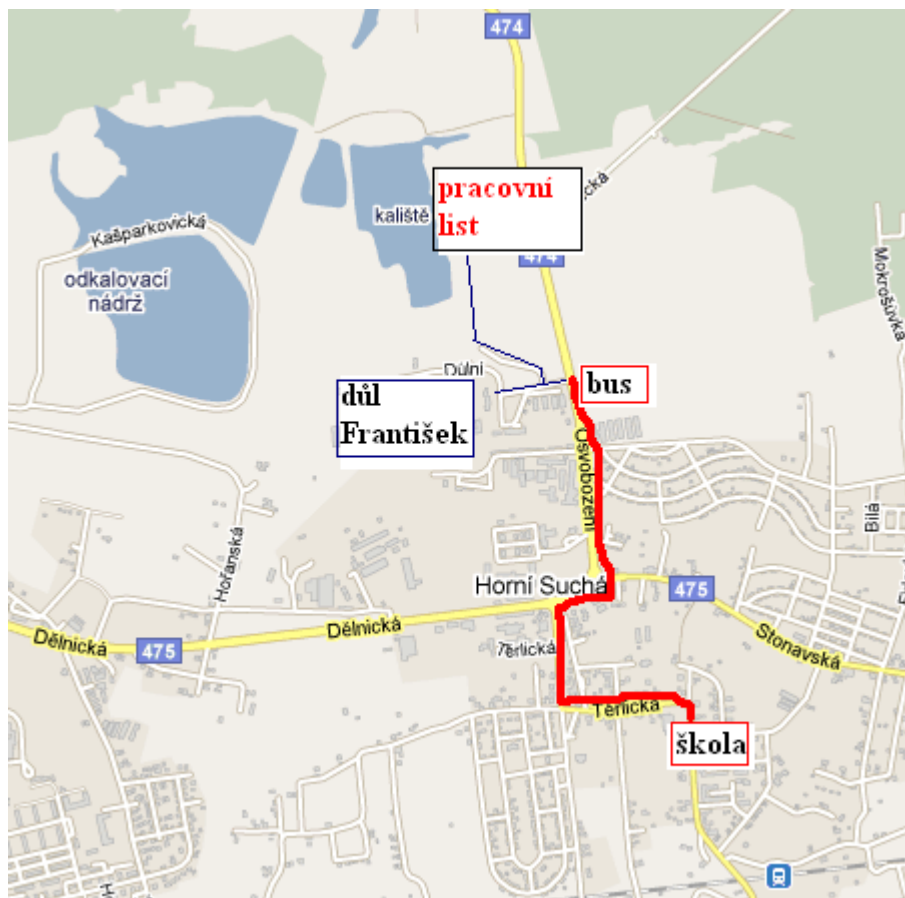 474
pracovní
list
kaliště
474
Kašparkovická
odkalovací
nádrž
Mokrošůvka
Důlní
důl
František
bus
Osvobození
Bílá
Hořanská
Horní Suchá
475
Stonavská
Dělnická
Dělnická
475
Těrlická
Těrlická
škola